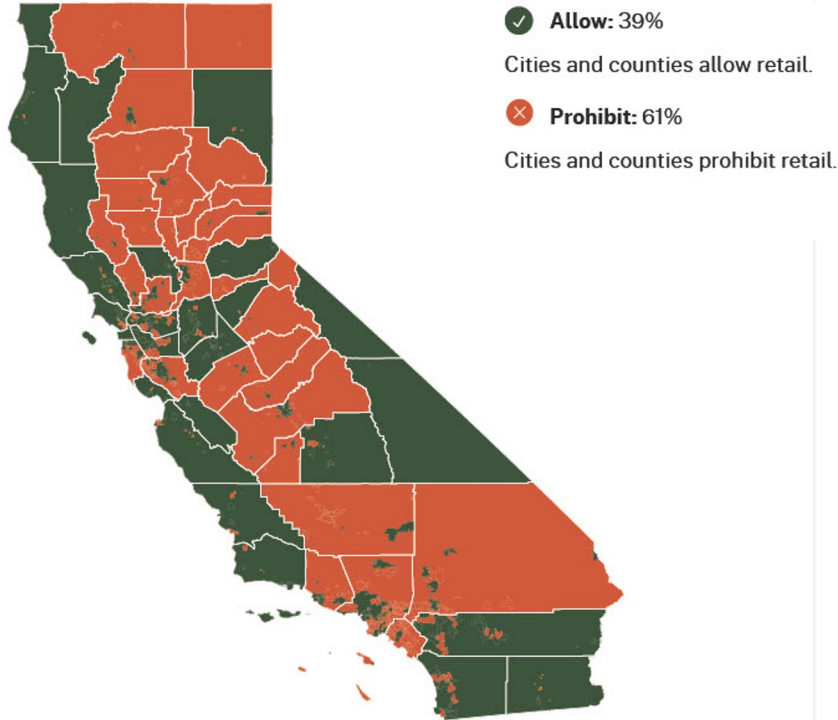 Allow: 39%
Cities and counties allow retail.
Prohibit: 61%
Cities and counties prohibit retail.